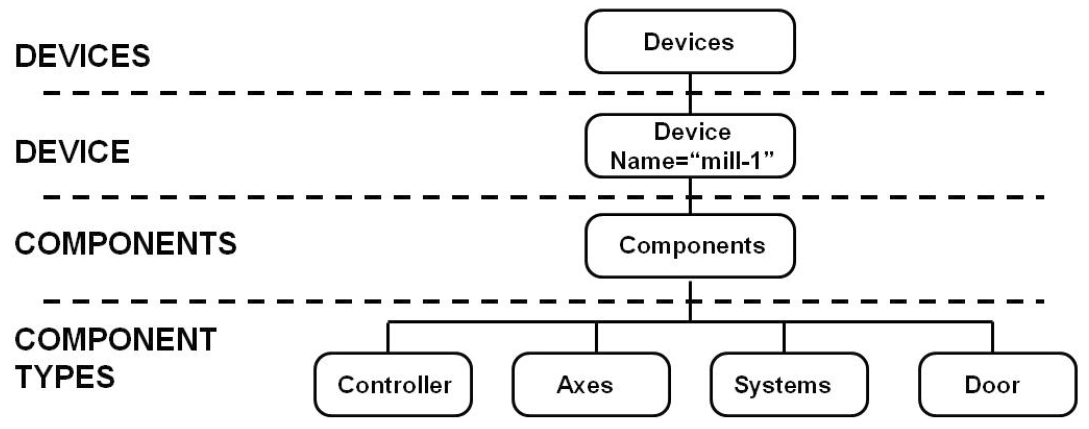 DEVICES
Devices
DEVICE
Device
Name=“mill-1”
COMPONENTS
Components
COMPONENT
TYPES
Controller
Axes
Systems
Door